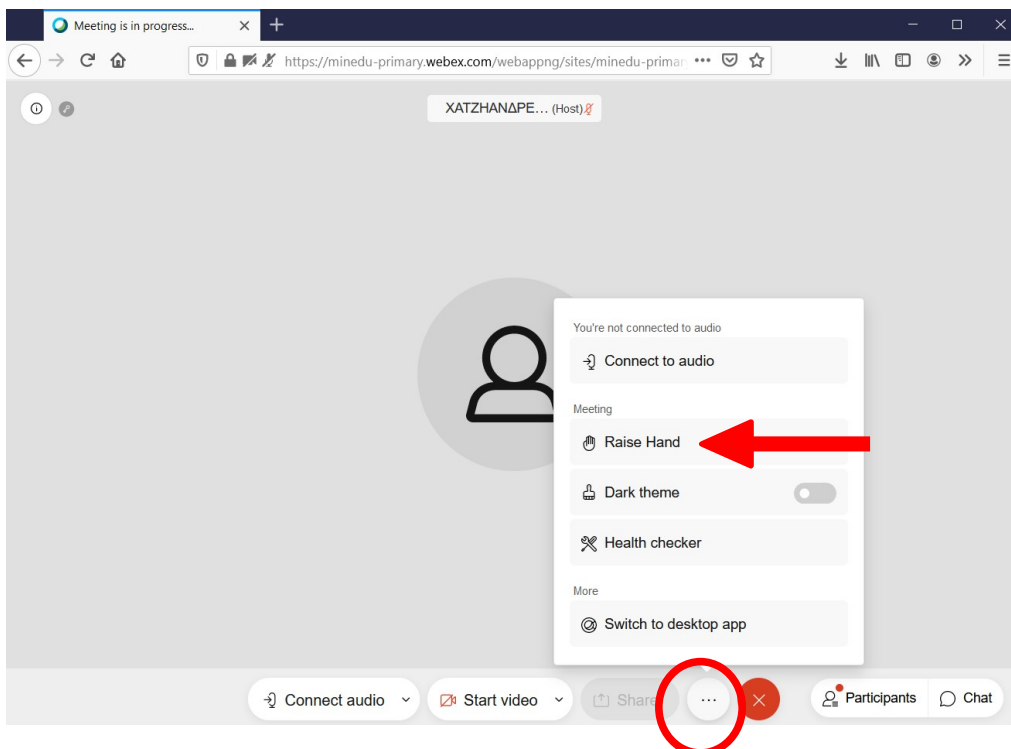 Meeting is in progress...
https://minedu-primary.webex.com/webappng/sites/minedu-primar
ΧΑΤΖΗΑΝΔΡΕ... (Host)
You're not connected to audio
Connect to audio
Meeting
Raise Hand
Dark theme
Health checker
More
Switch to desktop app
Connect audio
Start video
Share
Participants
Chat